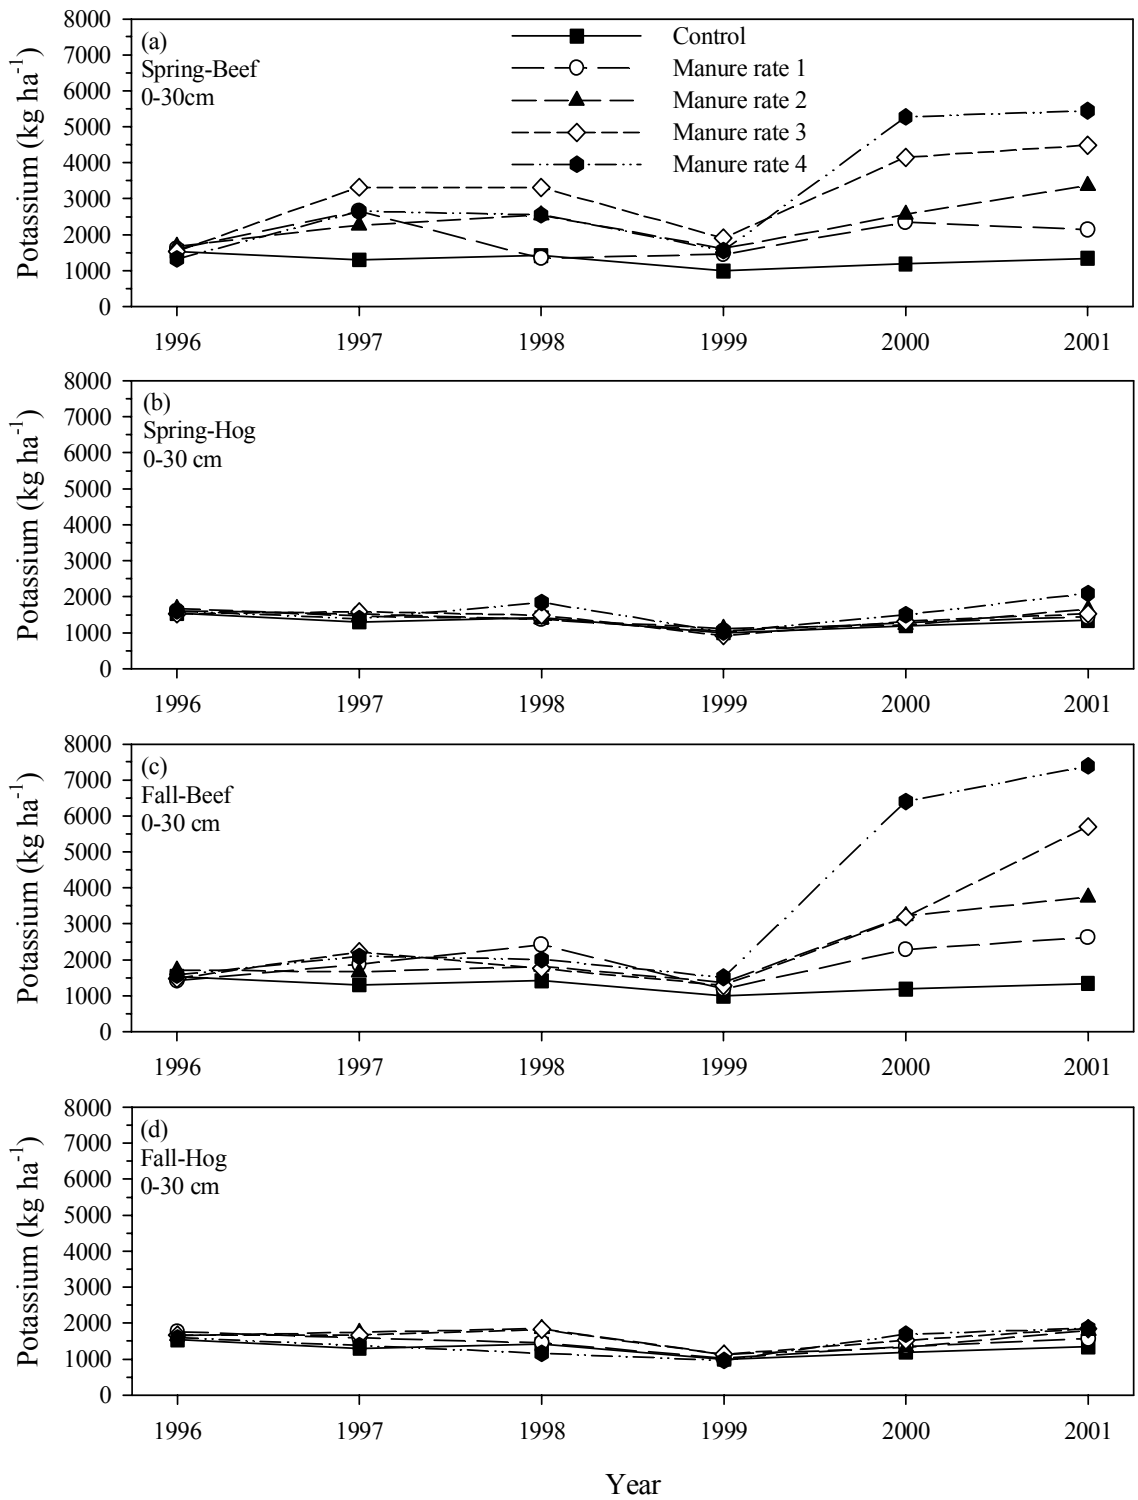 8000
7000
6000
5000
4000
3000
2000
1000
0
Potassium (kg ha-1)
(a)
Spring-Beef
0-30cm
Control
Manure rate 1
Manure rate 2
Manure rate 3
Manure rate 4
1996 1997 1998 1999 2000 2001
8000
7000
6000
5000
4000
3000
2000
1000
0
Potassium (kg ha-1)
(b)
Spring-Hog
0-30 cm
1996 1997 1998 1999 2000 2001
8000
7000
6000
5000
4000
3000
2000
1000
0
Potassium (kg ha-1)
(c)
Fall-Beef
0-30 cm
1996 1997 1998 1999 2000 2001
8000
7000
6000
5000
4000
3000
2000
1000
0
Potassium (kg ha-1)
(d)
Fall-Hog
0-30 cm
1996 1997 1998 1999 2000 2001
Year